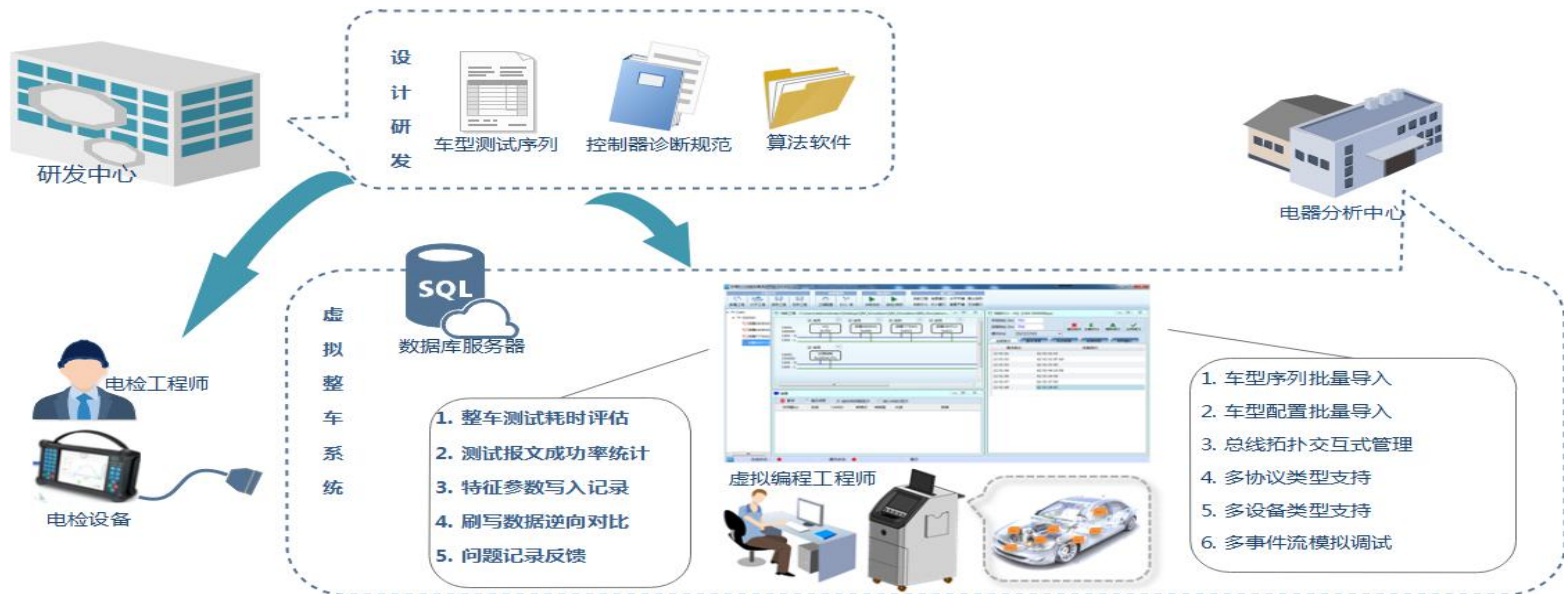 设计研发
车型测试序列
控制器诊断规范
算法软件
研发中心
电器分析中心
虚拟整车系统
SQL
数据库服务器
电检工程师
电检设备
1. 整车测试耗时评估
2. 测试报文成功率统计
3. 特征参数写入记录
4. 刷写数据逆向对比
5. 问题记录反馈
虚拟编程工程师
1. 车型序列批量导入
2. 车型配置批量导入
3. 总线拓扑交互式管理
4. 多协议类型支持
5. 多设备类型支持
6. 多事件流模拟调试